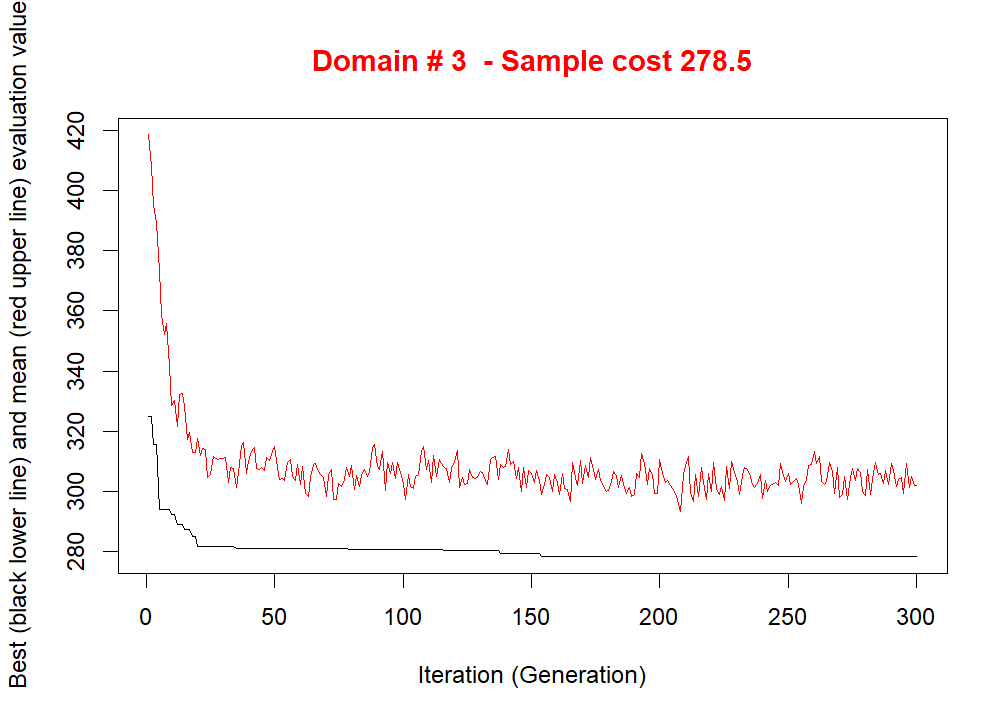 Domain # 3  - Sample cost 278.5
Best (black lower line) and mean (red upper line) evaluation value
420
400
380
360
340
320
300
280
0 50 100 150 200 250 300
Iteration (Generation)